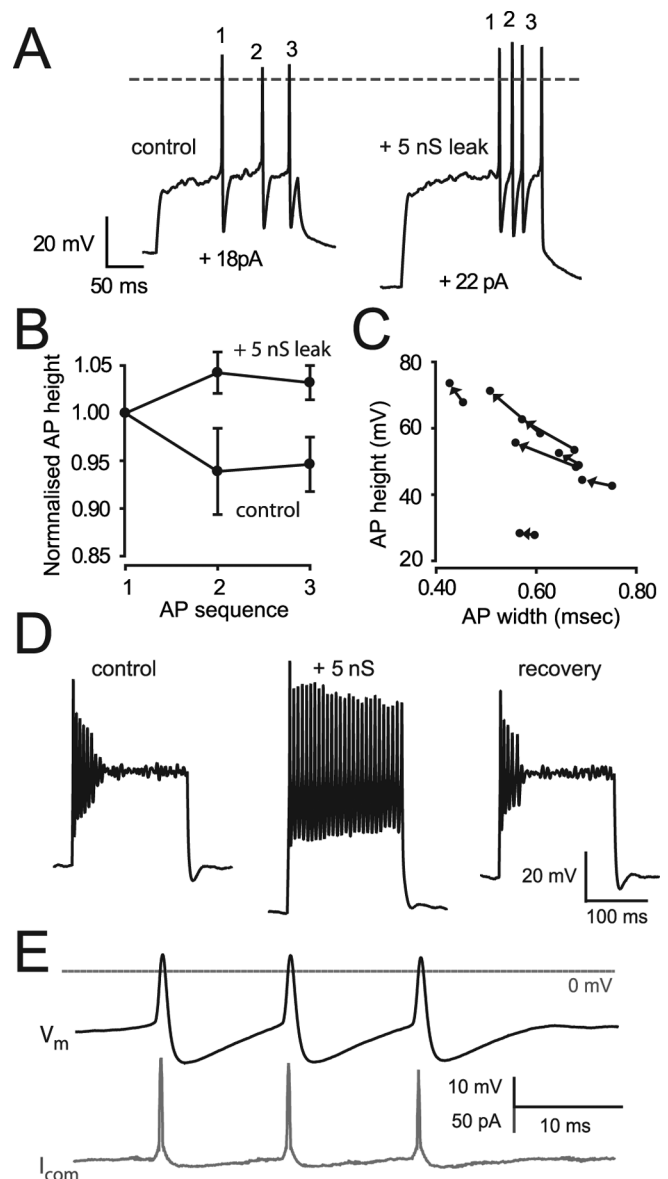 A
1 2 3
1 2 3
control
+ 5 nS leak
20 mV
50 ms
+ 18pA
+ 22 pA
B
Normnalised AP height
1.05
1.00
0.95
0.90
0.85
+ 5 nS leak
control
1 2 3
AP sequence
C
AP height (mV)
80
60
40
20
0.40 0.60 0.80
AP width (msec)
D
control
+ 5 nS
recovery
20 mV
100 ms
E
0 mV
Vm
10 mV
50 pA
10 ms
Icom